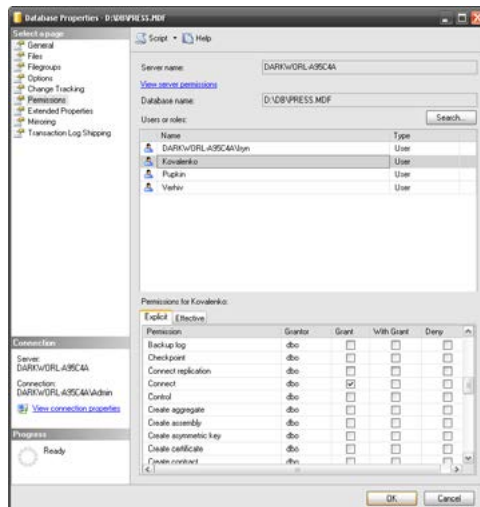 Database Properties - D:\DB\PRESS.MDF
Select a page
General
Files
Filegroups
Options
Change Tracking
Permissions
Extended Properties
Mirroring
Transaction Log Shipping
Connection
Server:
DARKWORL-A95C4A
Connection:
DARKWORL-A95C4A\Admin
View connection properties
Progress
Ready
Script Help
Server name: DARKWORL-A95C4A
View server permissions
Database name: D:\DB\PRESS.MDF
Users or roles: Search...
Name Type
User
Kovalenko User
Pupkin User
Verhiv User
Permissions for Kovalenko:
Explicit Effective
Permission Grantor Grant With Grant Deny
Backup log dbo
Checkpoint dbo
Connect replication dbo
Connect dbo
Control dbo
Create aggregate dbo
Create assembly dbo
Create asymmetric key dbo
Create certificate dbo
Create contract dbo
OK Cancel